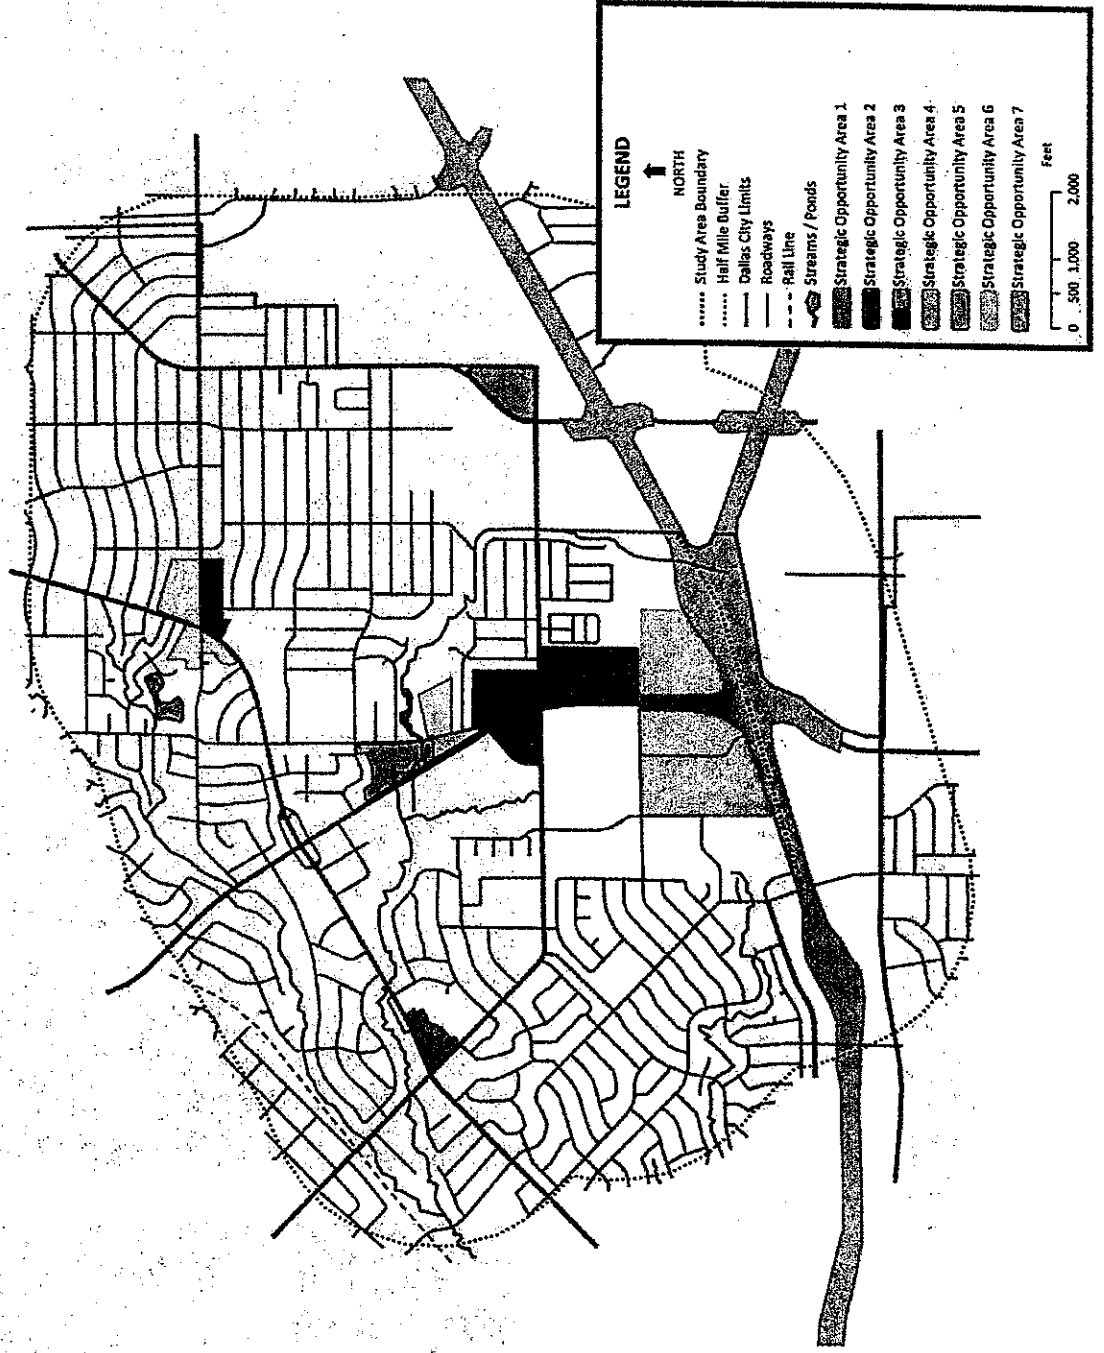 LEGEND
NORTH
Study Area Boundary
Half Mile Buffer
Dallas City Limits
Roadways
Rail Line
Streams / Ponds
Strategic Opportunity Area 1
Strategic Opportunity Area 2
Strategic Opportunity Area 3
Strategic Opportunity Area 4
Strategic Opportunity Area 5
Strategic Opportunity Area 6
Strategic Opportunity Area 7
Feet
0 500 1,000 2,000